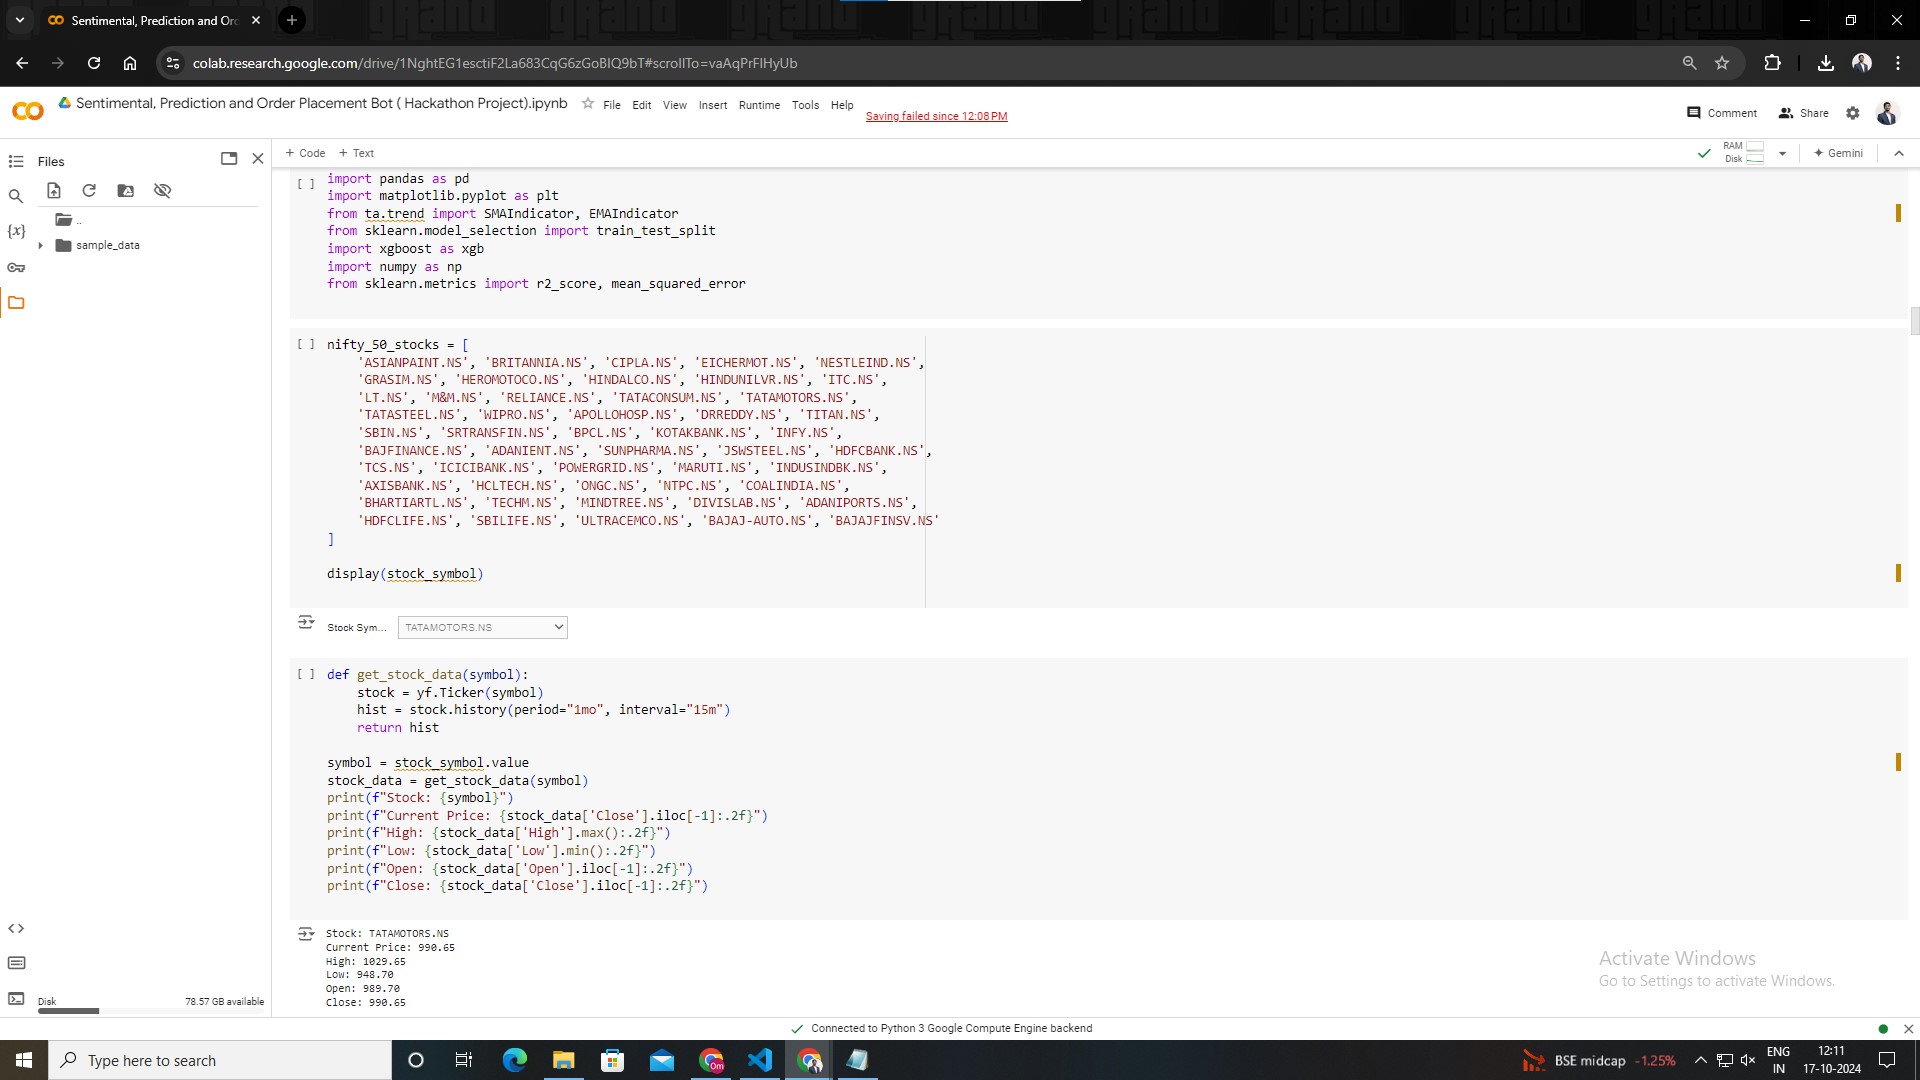 Sentimental, Prediction and Orc
colab.research.google.com/drive/1NghtEG1esctiF2La683CqG6zGoBIQ9bT#scrollTo=vaAqPrFIHyUb
Sentimental, Prediction and Order Placement Bot ( Hackathon Project).ipynb
File Edit View Insert Runtime Tools Help
Saving failed since 12:08 PM
Comment
Share
Files
+ Code + Text
RAM
Disk
Gemini
..
sample_data
{x}
[ ] import pandas as pd
import matplotlib.pyplot as plt
from ta.trend import SMAIndicator, EMAIndicator
from sklearn.model_selection import train_test_split
import xgboost as xgb
import numpy as np
from sklearn.metrics import r2_score, mean_squared_error
[ ] nifty_50_stocks = [
'ASIANPAINT.NS', 'BRITANNIA.NS', 'CIPLA.NS', 'EICHERMOT.NS', 'NESTLEIND.NS',
'GRASIM.NS', 'HEROMOTOCO.NS', 'HINDALCO.NS', 'HINDUNILVR.NS', 'ITC.NS',
'LT.NS', 'M&M.NS', 'RELIANCE.NS', 'TATACONSUM.NS', 'TATAMOTORS.NS',
'TATASTEEL.NS', 'WIPRO.NS', 'APOLLOHOSP.NS', 'DRREDDY.NS', 'TITAN.NS',
'SBIN.NS', 'SRTRANSFIN.NS', 'BPCL.NS', 'KOTAKBANK.NS', 'INFY.NS',
'BAJFINANCE.NS', 'ADANIENT.NS', 'SUNPHARMA.NS', 'JSWSTEEL.NS', 'HDFCBANK.NS',
'TCS.NS', 'ICICIBANK.NS', 'POWERGRID.NS', 'MARUTI.NS', 'INDUSINDBK.NS',
'AXISBANK.NS', 'HCLTECH.NS', 'ONGC.NS', 'NTPC.NS', 'COALINDIA.NS',
'BHARTIARTL.NS', 'TECHM.NS', 'MINDTREE.NS', 'DIVISLAB.NS', 'ADANIPORTS.NS',
'HDFCLIFE.NS', 'SBILIFE.NS', 'ULTRACEMCO.NS', 'BAJAJ-AUTO.NS', 'BAJAJFINSV.NS'
]
display(stock_symbol)
Stock Sym... TATAMOTORS.NS
[ ] def get_stock_data(symbol):
stock = yf.Ticker(symbol)
hist = stock.history(period="1mo", interval="15m")
return hist
symbol = stock_symbol.value
stock_data = get_stock_data(symbol)
print(f"Stock: {symbol}")
print(f"Current Price: {stock_data['Close'].iloc[-1]:.2f}")
print(f"High: {stock_data['High'].max():.2f}")
print(f"Low: {stock_data['Low'].min():.2f}")
print(f"Open: {stock_data['Open'].iloc[-1]:.2f}")
print(f"Close: {stock_data['Close'].iloc[-1]:.2f}")
Stock: TATAMOTORS.NS
Current Price: 990.65
High: 1029.65
Low: 948.70
Open: 989.70
Close: 990.65
Activate Windows
Go to Settings to activate Windows.
Disk 78.57 GB available
Connected to Python 3 Google Compute Engine backend
Type here to search
Om
BSE midcap -1.25%
ENG
IN
12:11
17-10-2024